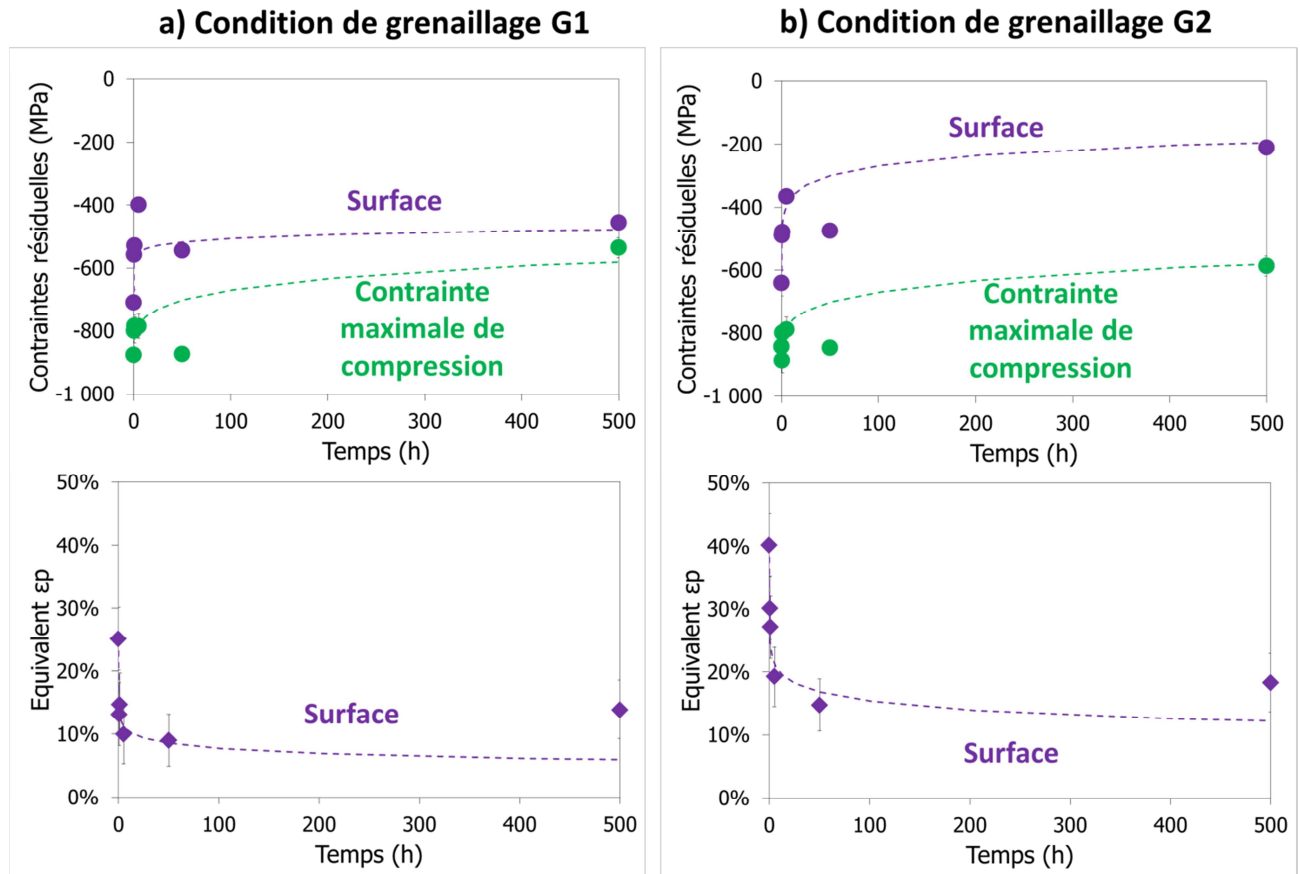 a) Condition de grenaillage G1
b) Condition de grenaillage G2
Contraintes résiduelles (MPa)
0
-200
-400
-600
-800
-1 000
Surface
Contrainte
maximale de
compression
0
100
200
300
400
500
Temps (h)
Contraintes résiduelles (MPa)
0
-200
-400
-600
-800
-1 000
Surface
Contrainte
maximale de
compression
0
100
200
300
400
500
Temps (h)
Equivalent εp
50%
40%
30%
20%
10%
0%
Surface
0
100
200
300
400
500
Temps (h)
Equivalent εp
50%
40%
30%
20%
10%
0%
Surface
0
100
200
300
400
500
Temps (h)